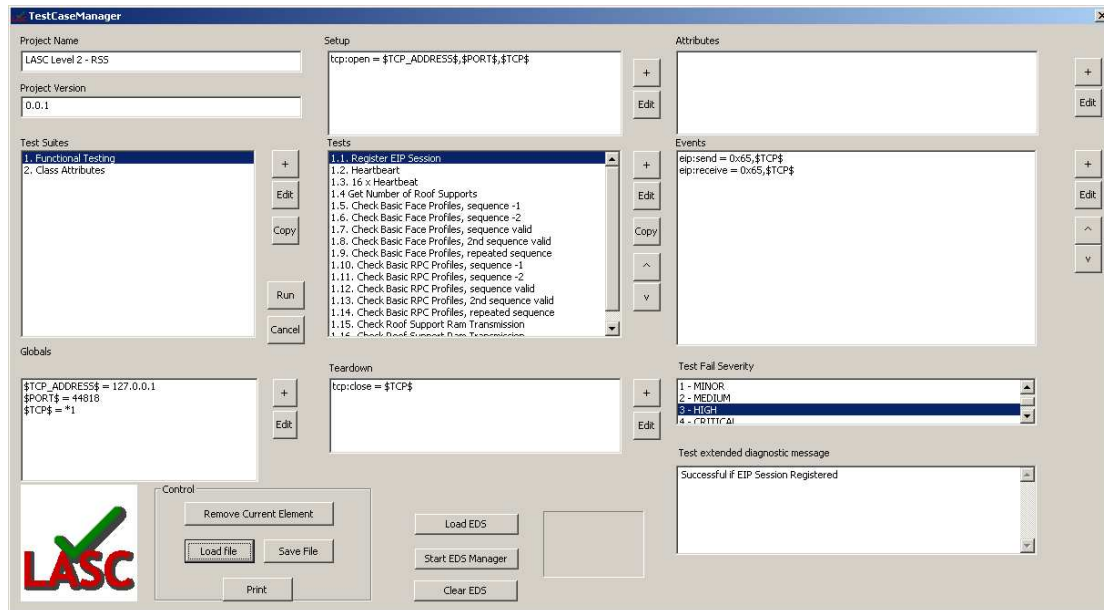 TestCaseManager
Project Name
LASC Level 2 - RSS
Project Version
0.0.1
Setup
tcp:open = $TCP_ADDRESS$,$PORT$,$TCP$
+
Edit
Attributes
+
Edit
Test Suites
1. Functional Testing
2. Class Attributes
+
Edit
Copy
Run
Cancel
Tests
1.1. Register EIP Session
1.2. Heartbeart
1.3. 16 x Heartbeat
1.4 Get Number of Roof Supports
1.5. Check Basic Face Profiles, sequence -1
1.6. Check Basic Face Profiles, sequence -2
1.7. Check Basic Face Profiles, sequence valid
1.8. Check Basic Face Profiles, 2nd sequence valid
1.9. Check Basic Face Profiles, repeated sequence
1.10. Check Basic RPC Profiles, sequence -1
1.11. Check Basic RPC Profiles, sequence -2
1.12. Check Basic RPC Profiles, sequence valid
1.13. Check Basic RPC Profiles, 2nd sequence valid
1.14. Check Basic RPC Profiles, repeated sequence
1.15. Check Roof Support Ram Transmission
1.16. Check Roof Support Ram Transmission
+
Edit
Copy
^
v
Events
eip:send = 0x65,$TCP$
eip:receive = 0x65,$TCP$
+
Edit
^
v
Globals
$TCP_ADDRESS$ = 127.0.0.1
$PORT$ = 44818
$TCP$ = *1
+
Edit
Teardown
tcp:close = $TCP$
+
Edit
Test Fail Severity
1 - MINOR
2 - MEDIUM
3 - HIGH
4 - CRITICAL
Test extended diagnostic message
Successful if EIP Session Registered
LASC
Control
Remove Current Element
Load file
Save File
Print
Load EDS
Start EDS Manager
Clear EDS